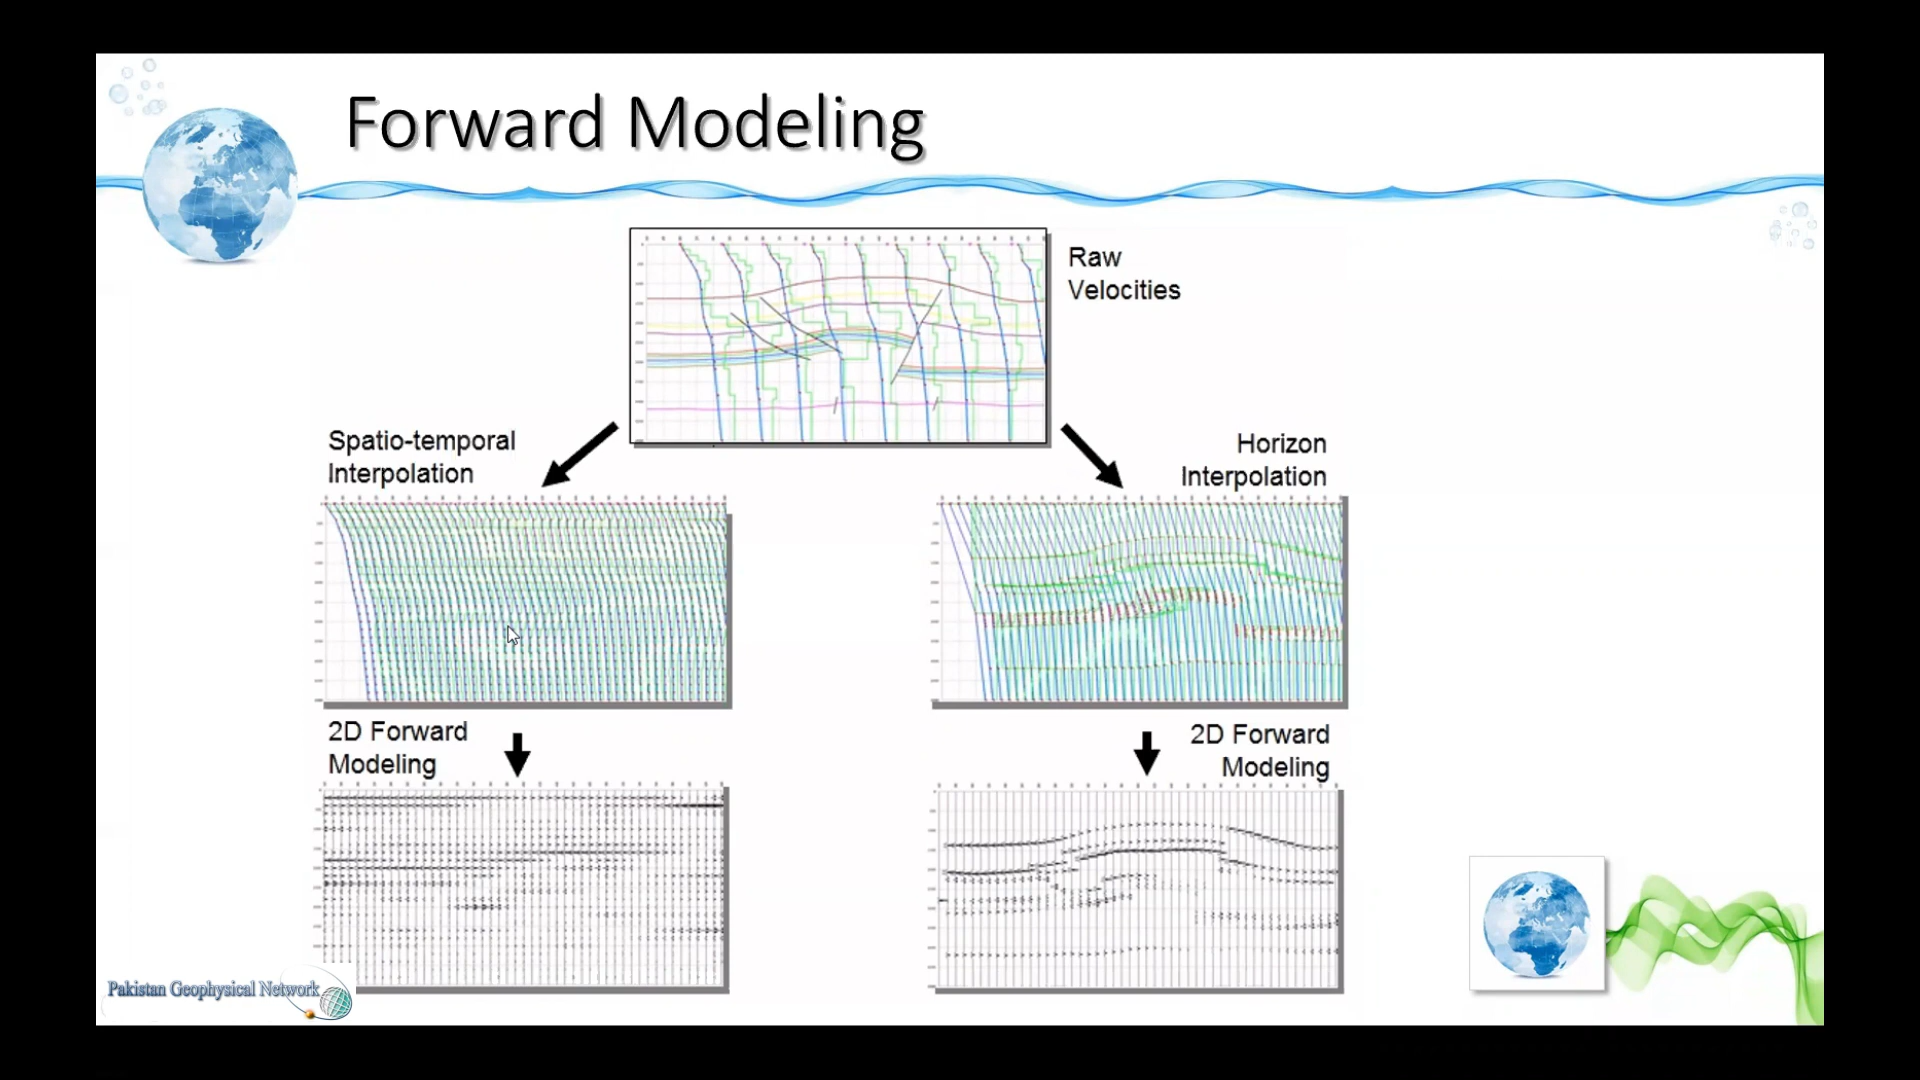 Forward Modeling
Raw
Velocities
Spatio-temporal
Interpolation
Horizon
Interpolation
2D Forward
Modeling
2D Forward
Modeling
Pakistan Geophysical Network